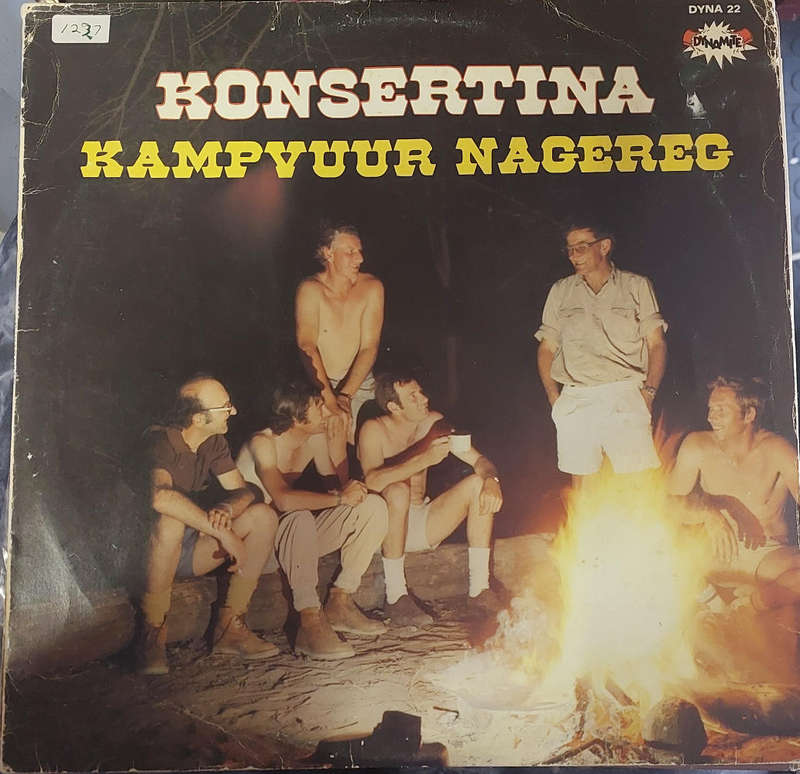 1237
DYNA 22
DYNAMITE
KONSERTINA
KAMPVUUR NAGEREG